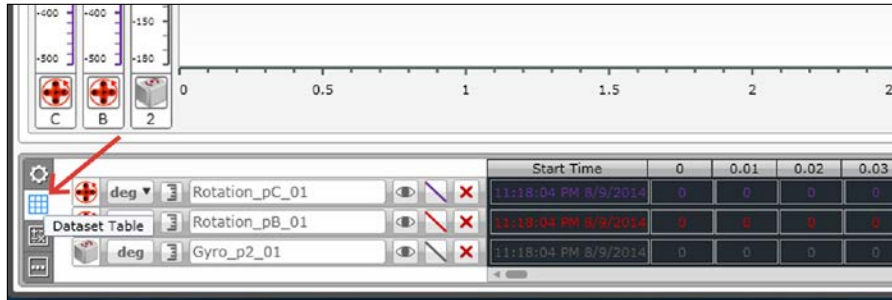 -400 -400 -150
-500 -500 -180
0 0.5 1 1.5 2 2
C B 2
Start Time 0 0.01 0.02 0.03
deg Rotation_pC_01 11:18:04 PM 8/9/2014 0 0 0 0
Dataset Table Rotation_pB_01 11:18:04 PM 8/9/2014 0 0 0 0
deg Gyro_p2_01 11:18:04 PM 8/9/2014 0 0 0 0